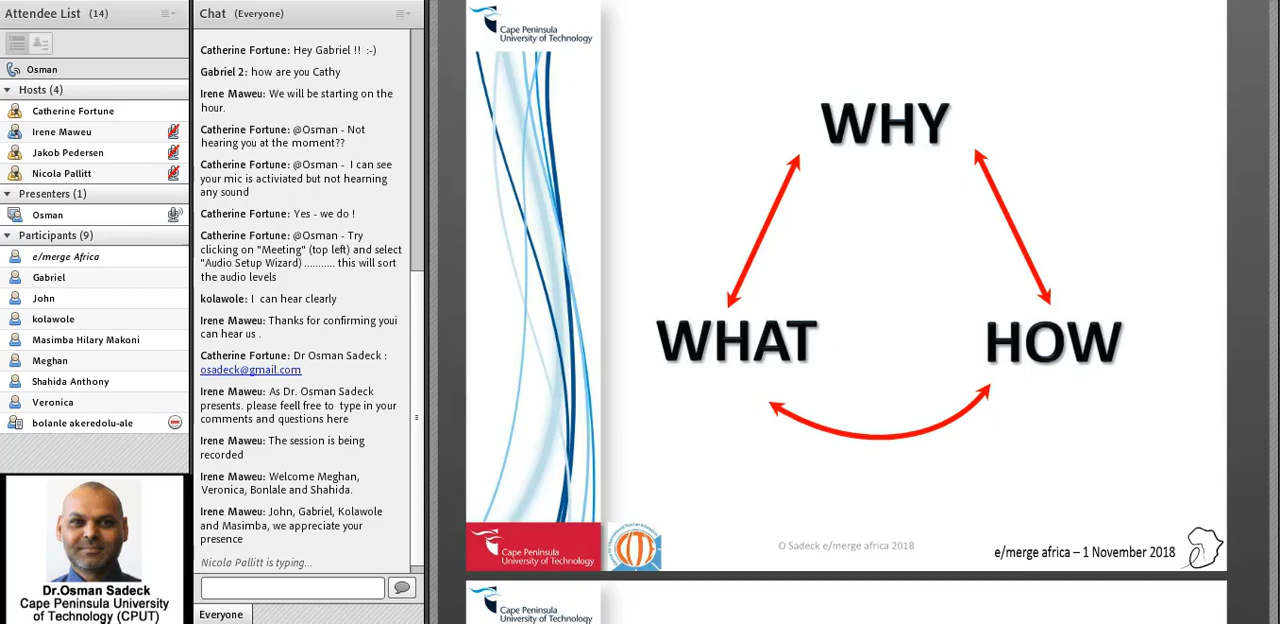 Attendee List (14)
Osman
Hosts (4)
Catherine Fortune
Irene Maweu
Jakob Pedersen
Nicola Pallitt
Presenters (1)
Osman
Participants (9)
e/merge Africa
Gabriel
John
kolawole
Masimba Hilary Makoni
Meghan
Shahida Anthony
Veronica
bolanle akeredolu-ale
Dr.Osman Sadeck
Cape Peninsula University
of Technology (CPUT)
Chat (Everyone)
Catherine Fortune: Hey Gabriel !! :-)
Gabriel 2: how are you Cathy
Irene Maweu: We will be starting on the
hour.
Catherine Fortune: @Osman - Not
hearing you at the moment??
Catherine Fortune: @Osman - I can see
your mic is activated but not hearning
any sound
Catherine Fortune: Yes - we do !
Catherine Fortune: @Osman - Try
clicking on "Meeting" (top left) and select
"Audio Setup Wizard) .......... this will sort
the audio levels
kolawole: I can hear clearly
Irene Maweu: Thanks for confirming youi
can hear us .
Catherine Fortune: Dr Osman Sadeck :
osadeck@gmail.com
Irene Maweu: As Dr. Osman Sadeck
presents. please feell free to type in your
comments and questions here
Irene Maweu: The session is being
recorded
Irene Maweu: Welcome Meghan,
Veronica, Bonlale and Shahida.
Irene Maweu: John, Gabriel, Kolawole
and Masimba, we appreciate your
presence
Nicola Pallitt is typing...
Everyone
Cape Peninsula
University of Technology
WHY
WHAT
HOW
Cape Peninsula
University of Technology
O Sadeck e/merge africa 2018
e/merge africa – 1 November 2018
Cape Peninsula
University of Technology